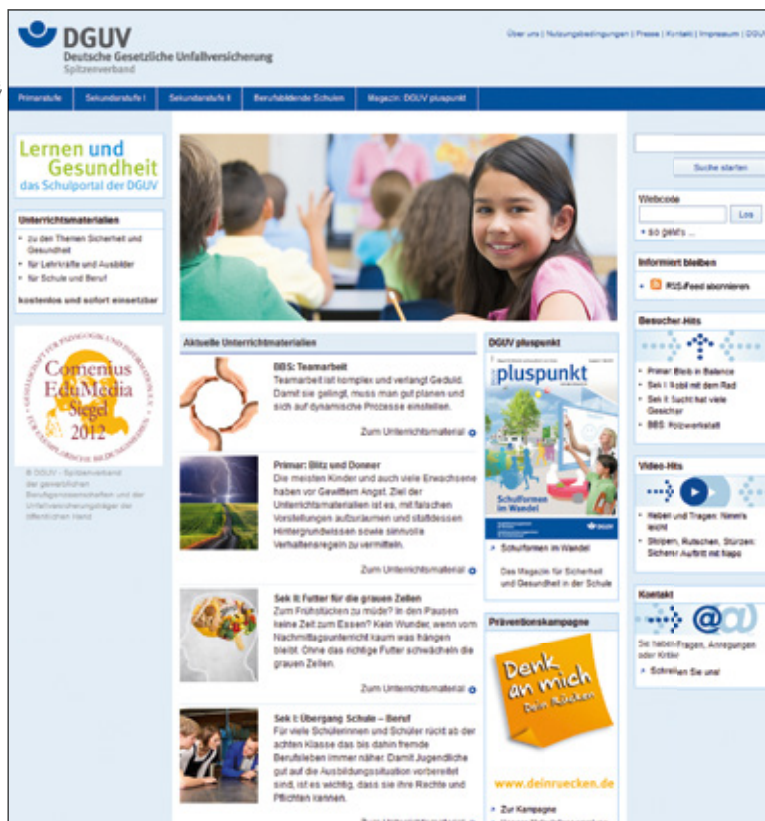 DGUV
Deutsche Gesetzliche Unfallversicherung
Spitzenverband
Über uns | Nutzungsbedingungen | Presse | Kontakt | Impressum | DGUV
Primarstufe
Sekundarstufe I
Sekundarstufe II
Berufsbildende Schulen
Magazin: DGUV pluspunkt
Lernen und
Gesundheit
das Schulportal der DGUV
Unterrichtsmaterialien
zu den Themen Sicherheit und
Gesundheit
für Lehrkräfte und Ausbilder
für Schule und Beruf
kostenlos und sofort einsetzbar
Comenius
EduMedia
Siegel
2012
© DGUV - Spitzenverband
der gewerblichen
Berufsgenossenschaften und der
Unfallversicherungsträger der
öffentlichen Hand
Aktuelle Unterrichtmaterialien
BBS: Teamarbeit
Teamarbeit ist komplex und verlangt Geduld.
Damit sie gelingt, muss man gut planen und
sich auf dynamische Prozesse einstellen.
Zum Unterrichtsmaterial
Primar: Blitz und Donner
Die meisten Kinder und auch viele Erwachsene
haben vor Gewittern Angst. Ziel der
Unterrichtsmaterialien ist es, mit falschen
Vorstellungen aufzuräumen und stattdessen
Hintergrundwissen sowie sinnvolle
Verhaltensregeln zu vermitteln.
Zum Unterrichtsmaterial
Sek II: Futter für die grauen Zellen
Zum Frühstücken zu müde? In den Pausen
keine Zeit zum Essen? Kein Wunder, wenn vom
Nachmittagsunterricht kaum was hängen
bleibt. Ohne das richtige Futter schwächeln die
grauen Zellen.
Zum Unterrichtsmaterial
Sek I: Übergang Schule – Beruf
Für viele Schülerinnen und Schüler rückt ab der
achten Klasse das bis dahin fremde
Berufsleben immer näher. Damit Jugendliche
gut auf die Ausbildungssituation vorbereitet
sind, ist es wichtig, dass sie ihre Rechte und
Pflichten kennen.
Zum Unterrichtsmaterial
DGUV pluspunkt
pluspunkt
Schulformen
im Wandel
DGUV
Schulformen im Wandel
Das Magazin für Sicherheit
und Gesundheit in der Schule
Präventionskampagne
Denk
an mich
Dein Rücken
www.deinruecken.de
Zur Kampagne
Suche starten
Webcode
Los
so geht's ...
Informiert bleiben
RSS-Feed abonnieren
Besucher-Hits
Primar: Bleib in Balance
Sek I: Mobil mit dem Rad
Sek II: Sucht hat viele
Gesichter
BBS: Holzwerkstatt
Video-Hits
Heben und Tragen: Nimm's
leicht
Stolpern, Rutschen, Stürzen:
Sicherer Auftritt mit Napo
Kontakt
Sie haben Fragen, Anregungen
oder Kritik?
Schreiben Sie uns!